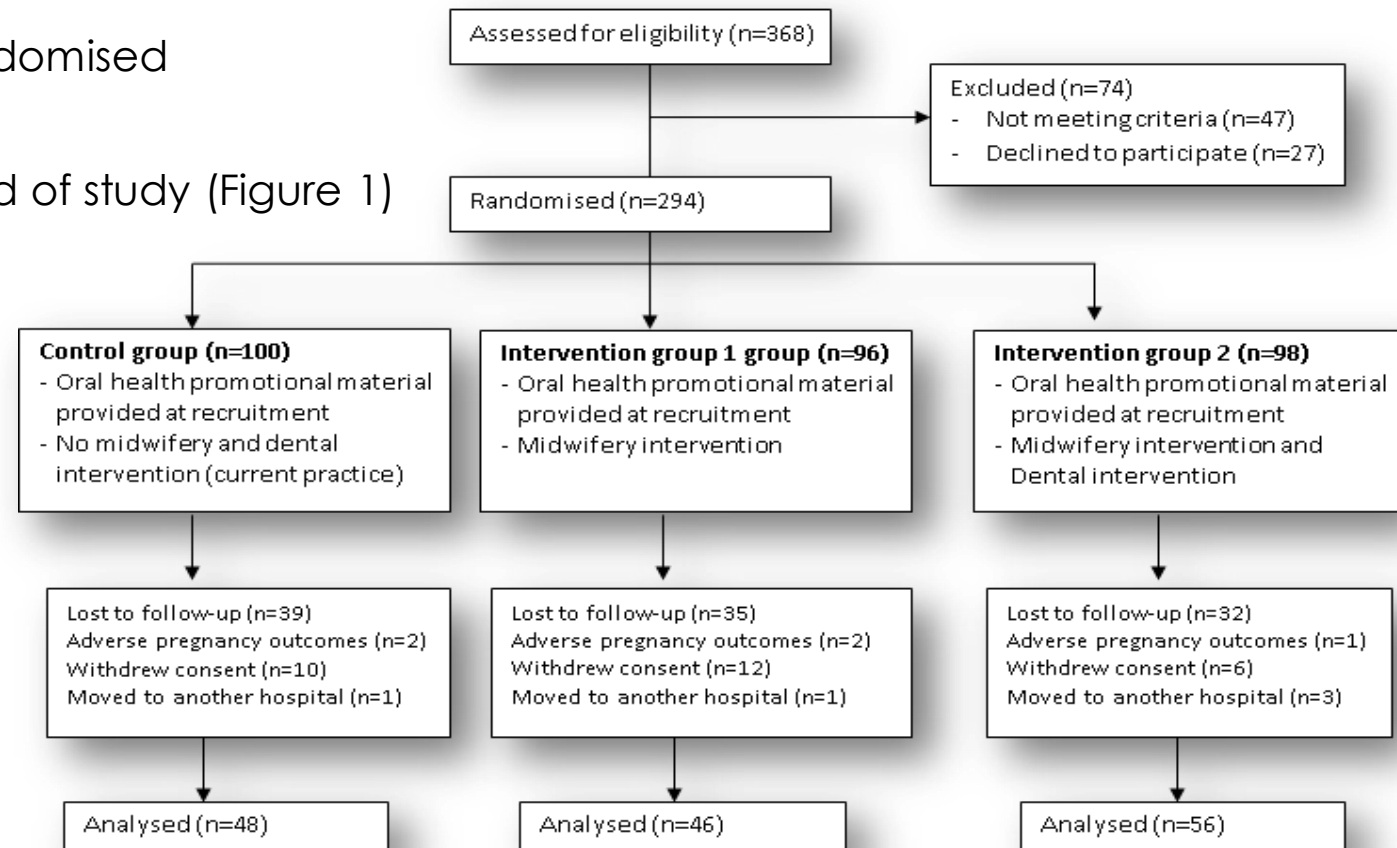 domised
d of study (Figure 1)
Assessed for eligibility (n=368)
Excluded (n=74)
- Not meeting criteria (n=47)
- Declined to participate (n=27)
Randomised (n=294)
Control group (n=100)
- Oral health promotional material
provided at recruitment
- No midwifery and dental
intervention (current practice)
Intervention group 1 group (n=96)
- Oral health promotional material
provided at recruitment
- Midwifery intervention
Intervention group 2 (n=98)
- Oral health promotional material
provided at recruitment
- Midwifery intervention and
Dental intervention
Lost to follow-up (n=39)
Adverse pregnancy outcomes (n=2)
Withdrew consent (n=10)
Moved to another hospital (n=1)
Lost to follow-up (n=35)
Adverse pregnancy outcomes (n=2)
Withdrew consent (n=12)
Moved to another hospital (n=1)
Lost to follow-up (n=32)
Adverse pregnancy outcomes (n=1)
Withdrew consent (n=6)
Moved to another hospital (n=3)
Analysed (n=48)
Analysed (n=46)
Analysed (n=56)